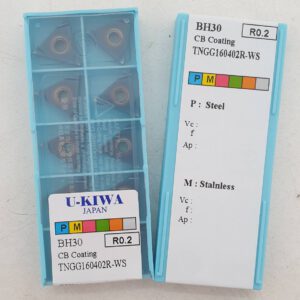 U-KIWA
JAPAN
P M
BH30 R0.2
CB Coating
TNGG160402R-WS
BH30 R0.2
CB Coating
TNGG160402R-WS
P M
P : Steel
Vc :
f :
Ap :
M : Stalnless
Vc :
f :
Ap :